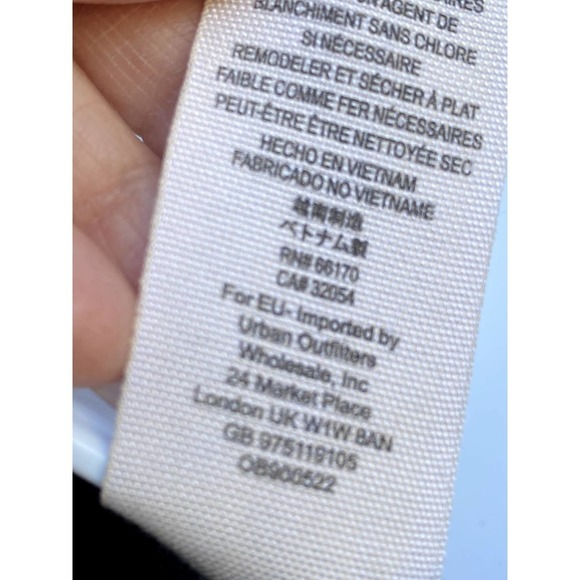 AGENT DE
BLANCHIMENT SANS CHLORE
SI NÉCESSAIRE
REMODELER ET SÉCHER À PLAT
FAIBLE COMME FER NÉCESSAIRES
PEUT-ÊTRE ÊTRE NETTOYÉE SEC
HECHO EN VIETNAM
FABRICADO NO VIETNAME
越南制造
ベトナム製
RN# 66170
CA# 32054
For EU- Imported by
Urban Outfitters
Wholesale, Inc
24 Market Place
London UK W1W 8AN
GB 975119105
OB900522